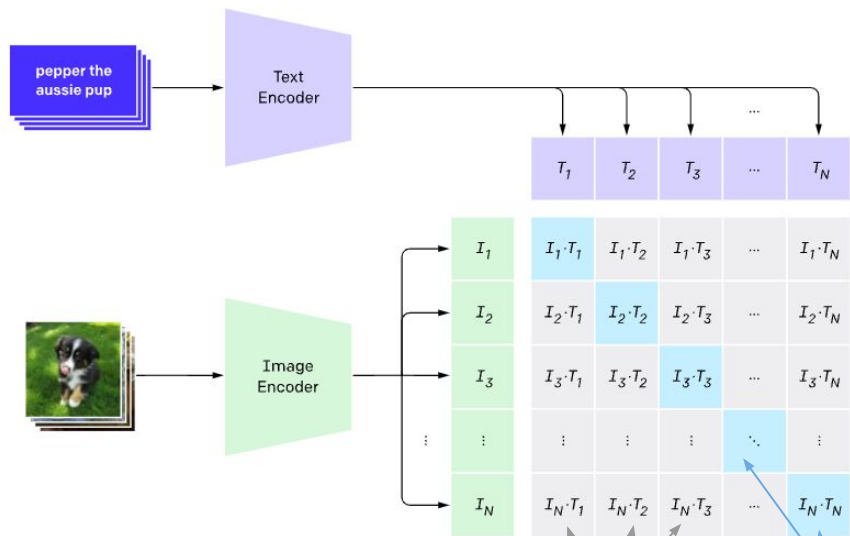 pepper the
aussie pup
Text
Encoder
...
T1 T2 T3 ... TN
I1 I1·T1 I1·T2 I1·T3 ... I1·TN
I2 I2·T1 I2·T2 I2·T3 ... I2·TN
Image
Encoder
I3 I3·T1 I3·T2 I3·T3 ... I3·TN
⋮ ⋮ ⋮ ⋮ ⋮ ⋱ ⋮
IN IN·T1 IN·T2 IN·T3 ... IN·TN